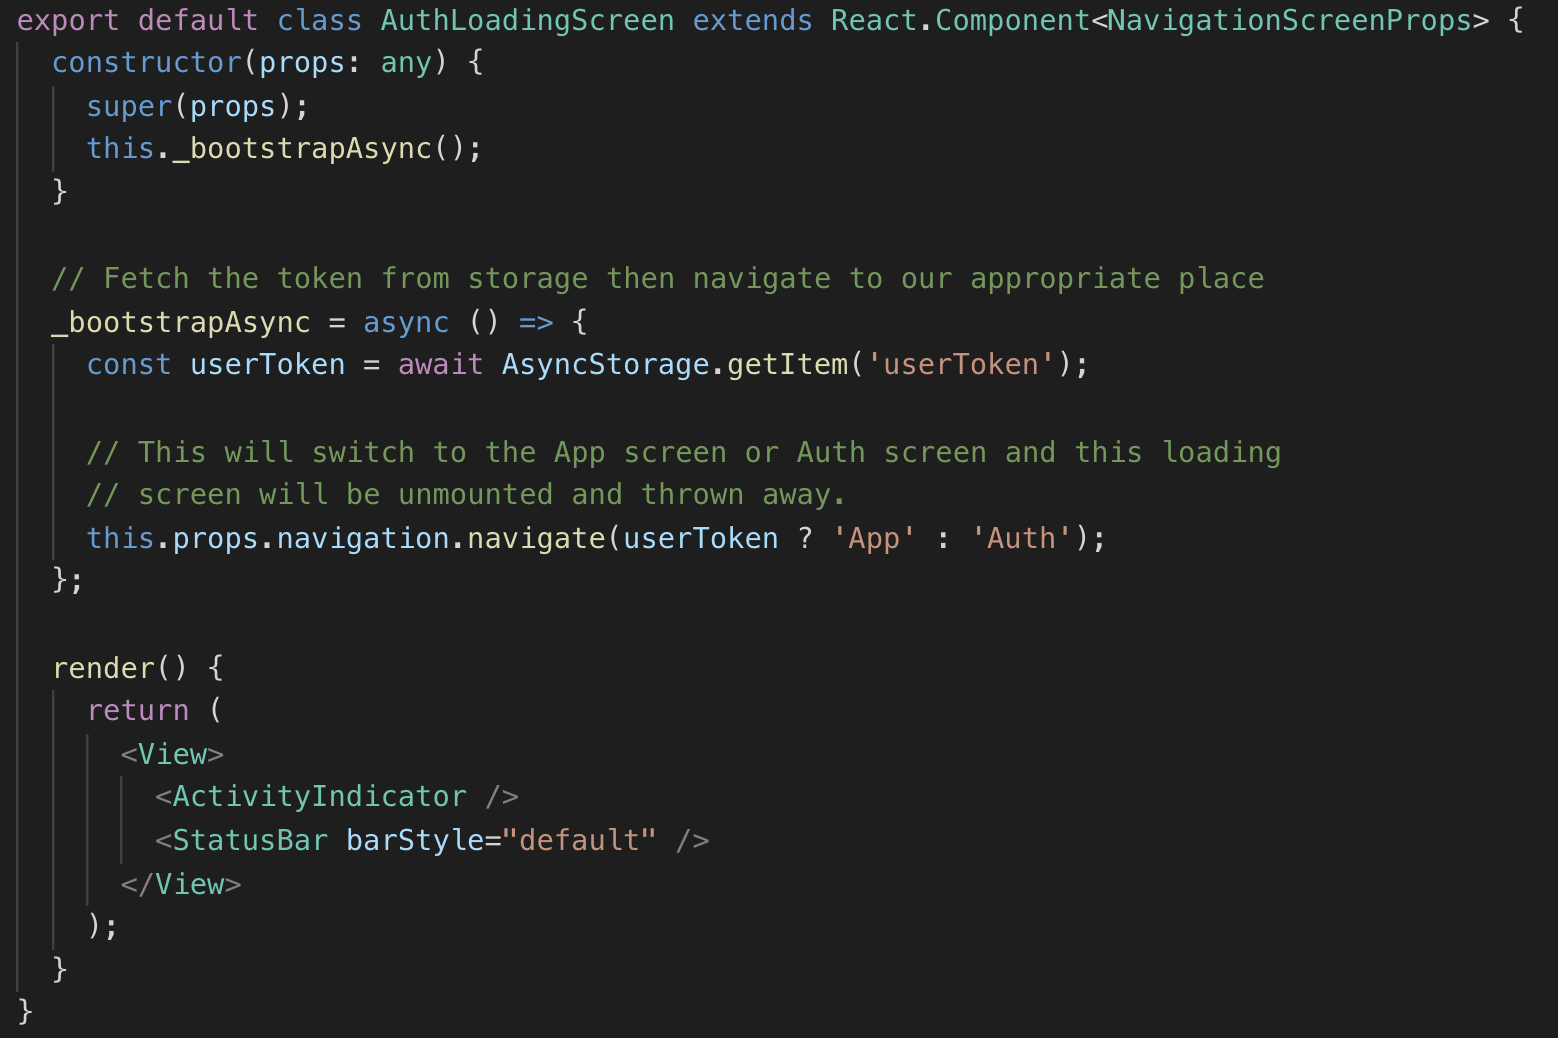 export default class AuthLoadingScreen extends React.Component<NavigationScreenProps> {
  constructor(props: any) {
    super(props);
    this._bootstrapAsync();
  }

  // Fetch the token from storage then navigate to our appropriate place
  _bootstrapAsync = async () => {
    const userToken = await AsyncStorage.getItem('userToken');

    // This will switch to the App screen or Auth screen and this loading
    // screen will be unmounted and thrown away.
    this.props.navigation.navigate(userToken ? 'App' : 'Auth');
  };

  render() {
    return (
      <View>
        <ActivityIndicator />
        <StatusBar barStyle="default" />
      </View>
    );
  }
}